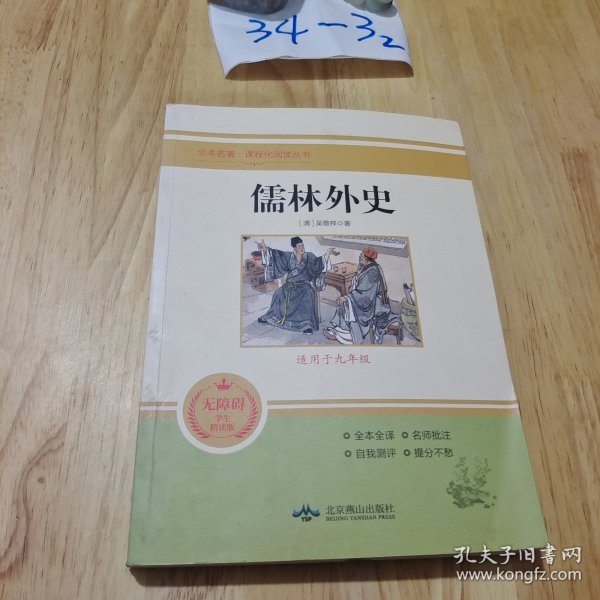 34-32
全本名著·课程化阅读丛书
儒林外史
[清]吴敬梓◎著
适用于九年级
无障碍
学生
精读版
全本全译 名师批注
自我测评 提分不愁
YSP
北京燕山出版社
BEIJING YANSHAN PRESS
孔夫子旧书网
www.kongfz.com